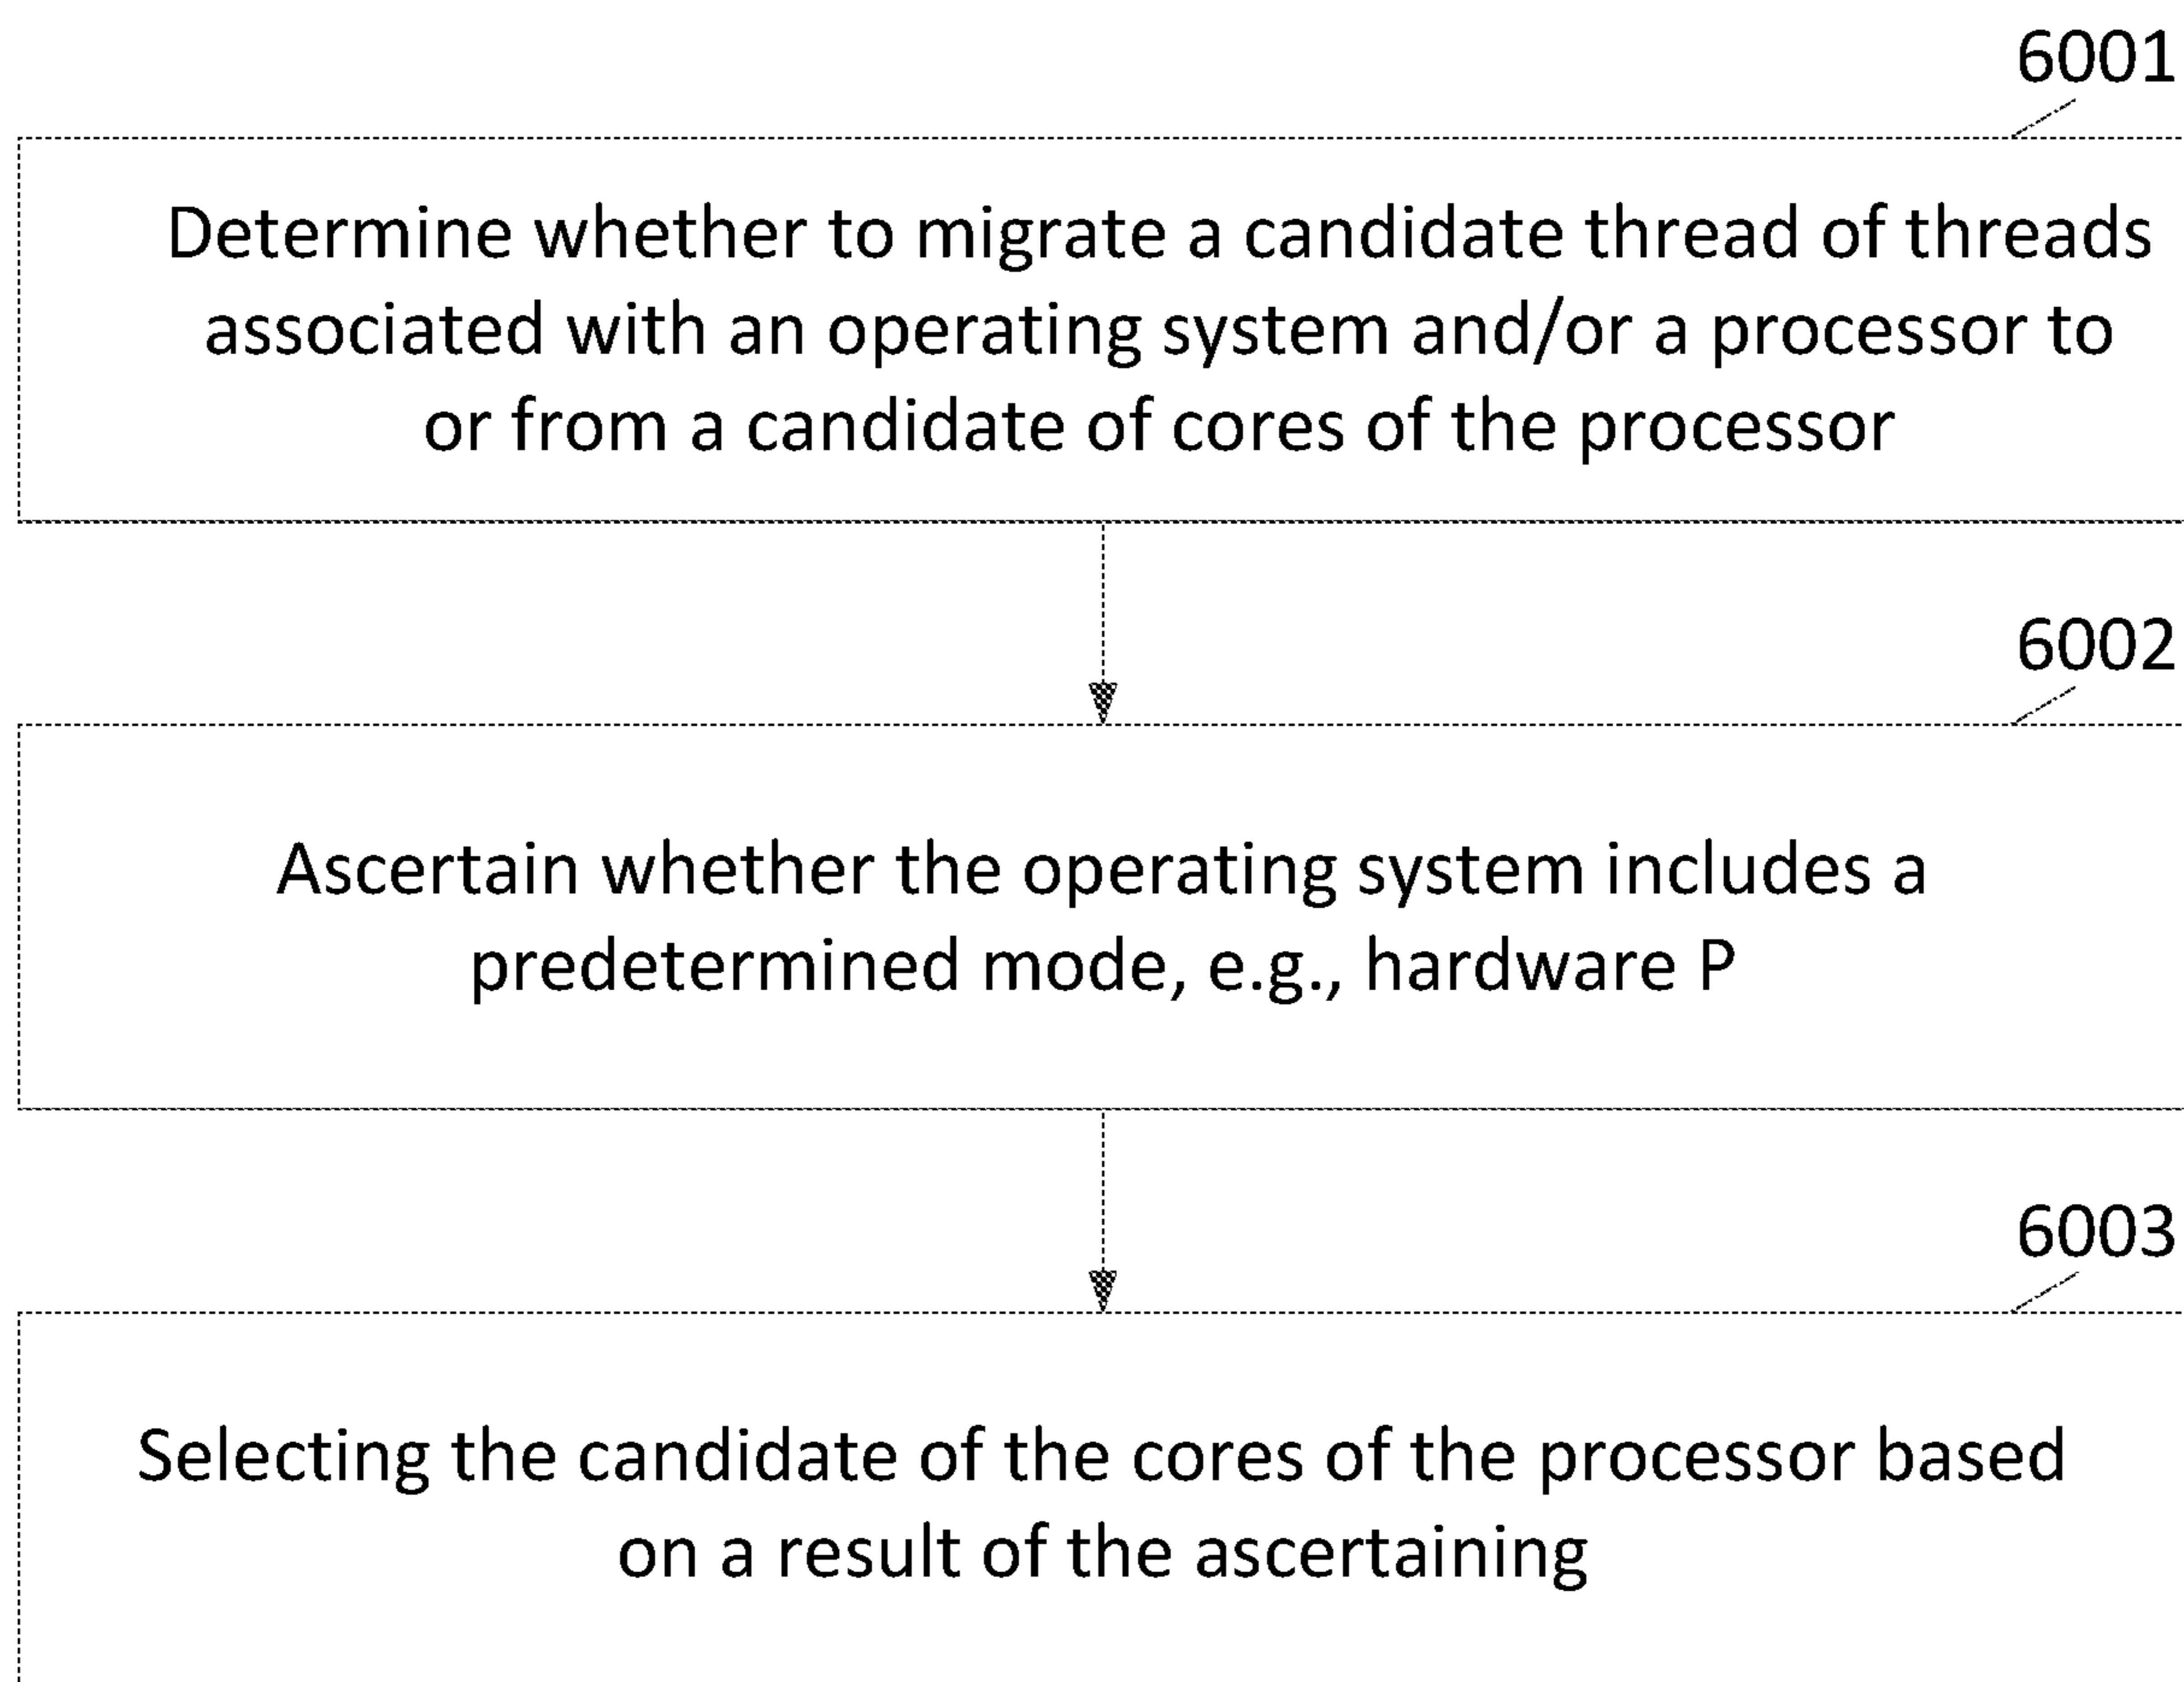 6001
Determine whether to migrate a candidate thread of threads
associated with an operating system and/or a processor to
or from a candidate of cores of the processor
6002
Ascertain whether the operating system includes a
predetermined mode, e.g., hardware P
6003
Selecting the candidate of the cores of the processor based
on a result of the ascertaining